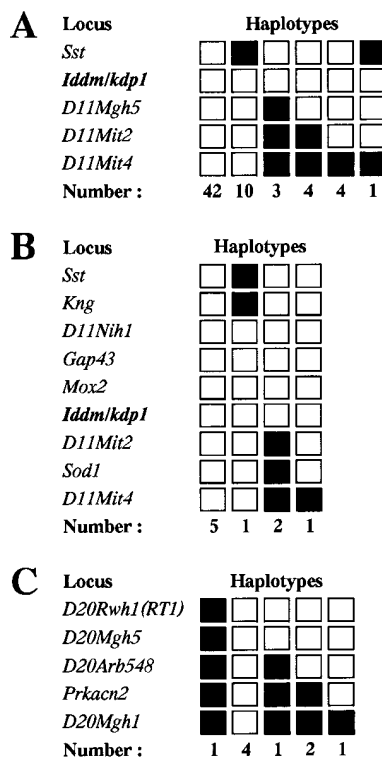 A
Locus Haplotypes
Sst
Iddm/kdp1
D11Mgh5
D11Mit2
D11Mit4
Number : 42 10 3 4 4 1
B
Locus Haplotypes
Sst
Kng
D11Nih1
Gap43
Mox2
Iddm/kdp1
D11Mit2
Sod1
D11Mit4
Number : 5 1 2 1
C
Locus Haplotypes
D20Rwh1(RT1)
D20Mgh5
D20Arb548
Prkacn2
D20Mgh1
Number : 1 4 1 2 1